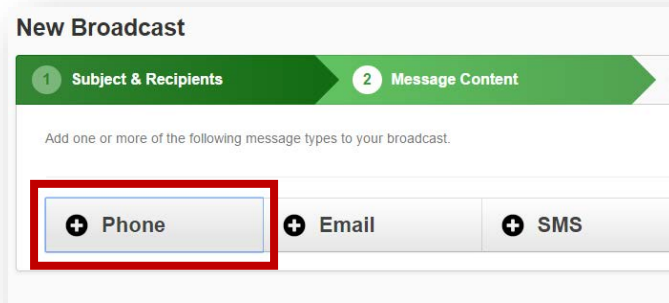 New Broadcast
1 Subject & Recipients 2 Message Content
Add one or more of the following message types to your broadcast.
Phone Email SMS